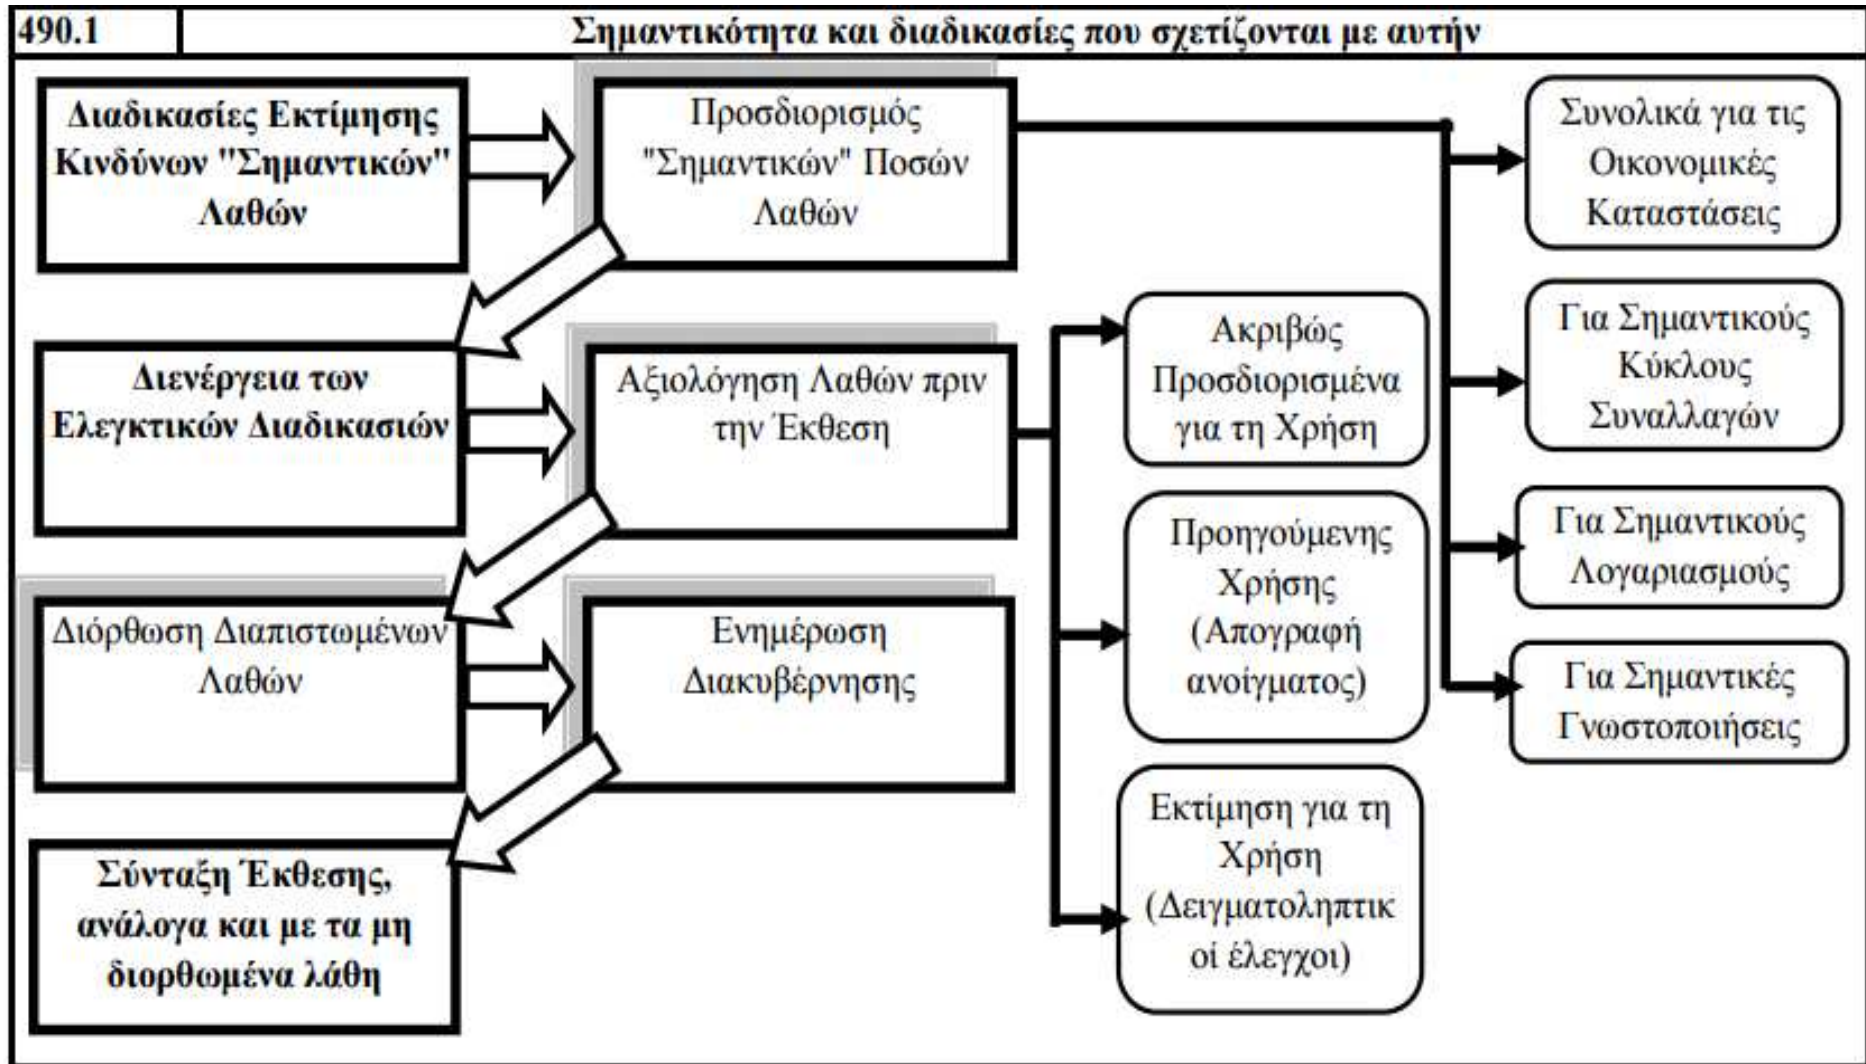 490.1
Σημαντικότητα και διαδικασίες που σχετίζονται με αυτήν
Διαδικασίες Εκτίμησης
Κινδύνων "Σημαντικών"
Λαθών
Προσδιορισμός
"Σημαντικών" Ποσών
Λαθών
Συνολικά για τις
Οικονομικές
Καταστάσεις
Διενέργεια των
Ελεγκτικών Διαδικασιών
Αξιολόγηση Λαθών πριν
την Έκθεση
Ακριβώς
Προσδιορισμένα
για τη Χρήση
Για Σημαντικούς
Κύκλους
Συναλλαγών
Προηγούμενης
Χρήσης
(Απογραφή
ανοίγματος)
Για Σημαντικούς
Λογαριασμούς
Διόρθωση Διαπιστωμένων
Λαθών
Ενημέρωση
Διακυβέρνησης
Για Σημαντικές
Γνωστοποιήσεις
Εκτίμηση για τη
Χρήση
(Δειγματοληπτικ
οί έλεγχοι)
Σύνταξη Έκθεσης,
ανάλογα και με τα μη
διορθωμένα λάθη